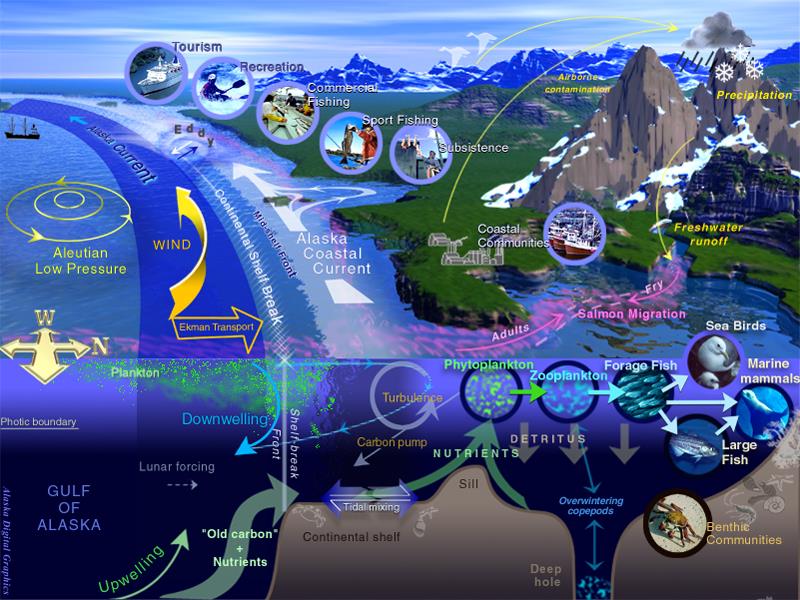 Tourism
Recreation
Commercial
Fishing
Sport Fishing
Subsistence
Airborne
contamination
Precipitation
Alaska Current
Eddy
Continental Shelf Break
Mid-shelf Front
Alaska
Coastal
Current
Coastal
Communities
Freshwater
runoff
WIND
Aleutian
Low Pressure
Ekman Transport
W
N
Adults
Salmon Migration
Fry
Sea Birds
Plankton
Phytoplankton
Zooplankton
Forage Fish
Marine
mammals
Turbulence
Downwelling
Photic boundary
Front
Shelf-break
Carbon pump
NUTRIENTS
DETRITUS
Large
Fish
Lunar forcing
Sill
GULF
OF
ALASKA
Tidal mixing
Overwintering
copepods
"Old carbon"
+
Nutrients
Continental shelf
Benthic
Communities
Upwelling
Deep
hole
Alaska Digital Graphics